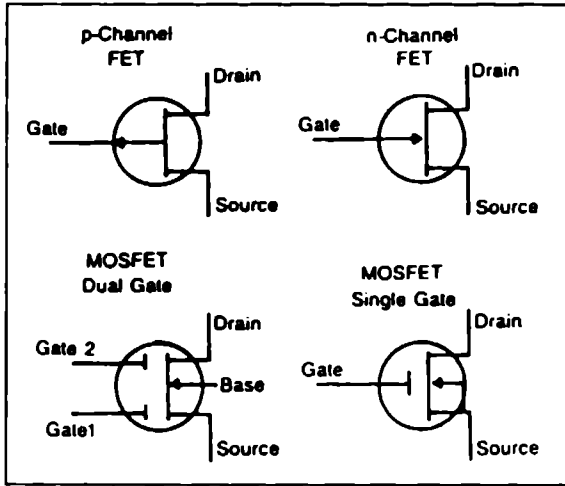 p-Channel
FET
Drain
Gate
Source
n-Channel
FET
Drain
Gate
Source
MOSFET
Dual Gate
Drain
Gate 2
Base
Gate1
Source
MOSFET
Single Gate
Drain
Gate
Source